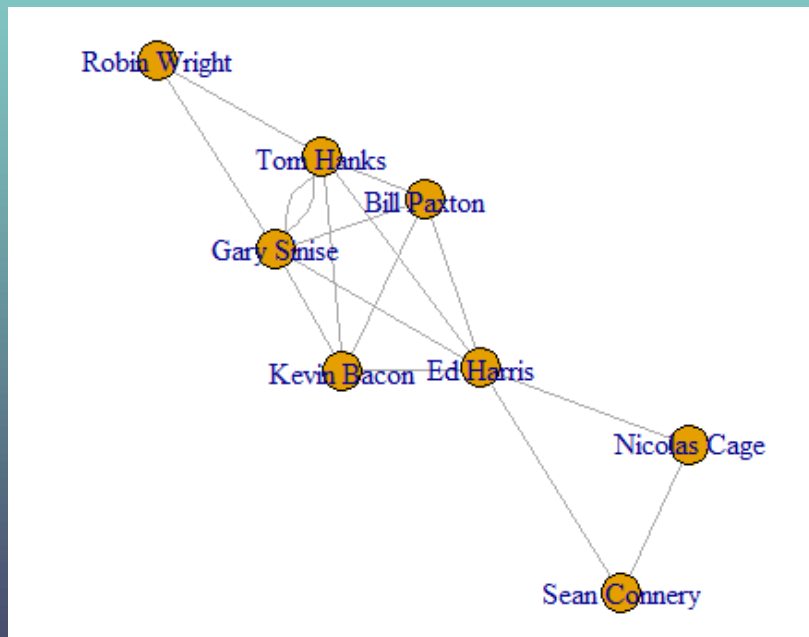 Robin Wright
Tom Hanks
Bill Paxton
Gary Sinise
Kevin Bacon
Ed Harris
Nicolas Cage
Sean Connery